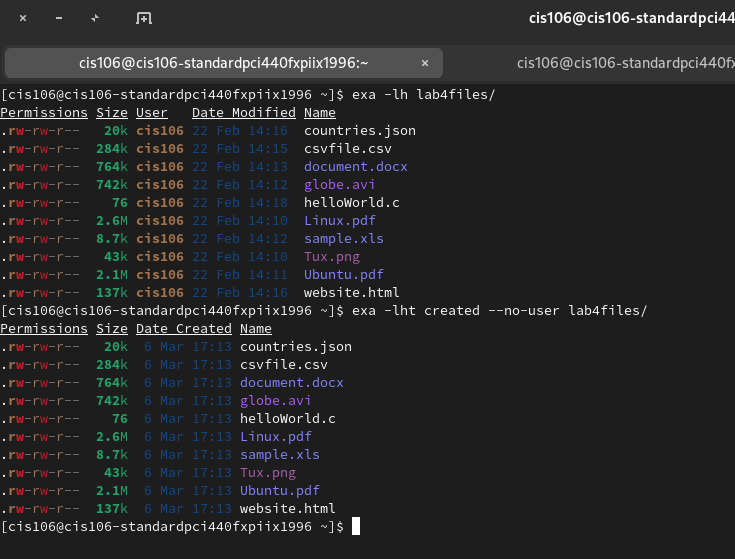 cis106@cis106-standardpci44
cis106@cis106-standardpci440fxpiix1996:~ × cis106@cis106-standardpci440fxp
[cis106@cis106-standardpci440fxpiix1996 ~]$ exa -lh lab4files/
Permissions Size User   Date Modified Name
.rw-rw-r--   20k cis106 22 Feb 14:16  countries.json
.rw-rw-r--  284k cis106 22 Feb 14:15  csvfile.csv
.rw-rw-r--  764k cis106 22 Feb 14:13  document.docx
.rw-rw-r--  742k cis106 22 Feb 14:12  globe.avi
.rw-rw-r--    76 cis106 22 Feb 14:18  helloWorld.c
.rw-rw-r--  2.6M cis106 22 Feb 14:10  Linux.pdf
.rw-rw-r--  8.7k cis106 22 Feb 14:12  sample.xls
.rw-rw-r--   43k cis106 22 Feb 14:10  Tux.png
.rw-rw-r--  2.1M cis106 22 Feb 14:11  Ubuntu.pdf
.rw-rw-r--  137k cis106 22 Feb 14:16  website.html
[cis106@cis106-standardpci440fxpiix1996 ~]$ exa -lht created --no-user lab4files/
Permissions Size Date Created Name
.rw-rw-r--   20k  6 Mar 17:13 countries.json
.rw-rw-r--  284k  6 Mar 17:13 csvfile.csv
.rw-rw-r--  764k  6 Mar 17:13 document.docx
.rw-rw-r--  742k  6 Mar 17:13 globe.avi
.rw-rw-r--    76  6 Mar 17:13 helloWorld.c
.rw-rw-r--  2.6M  6 Mar 17:13 Linux.pdf
.rw-rw-r--  8.7k  6 Mar 17:13 sample.xls
.rw-rw-r--   43k  6 Mar 17:13 Tux.png
.rw-rw-r--  2.1M  6 Mar 17:13 Ubuntu.pdf
.rw-rw-r--  137k  6 Mar 17:13 website.html
[cis106@cis106-standardpci440fxpiix1996 ~]$